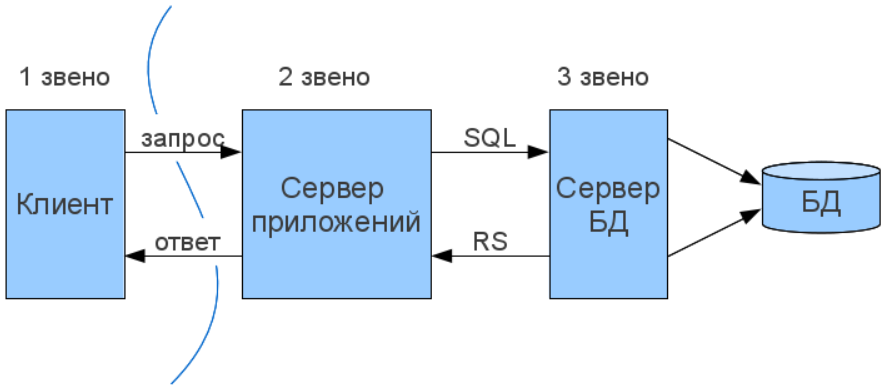 1 звено
2 звено
3 звено
запрос
SQL
Клиент
Сервер
приложений
Сервер
БД
БД
ответ
RS